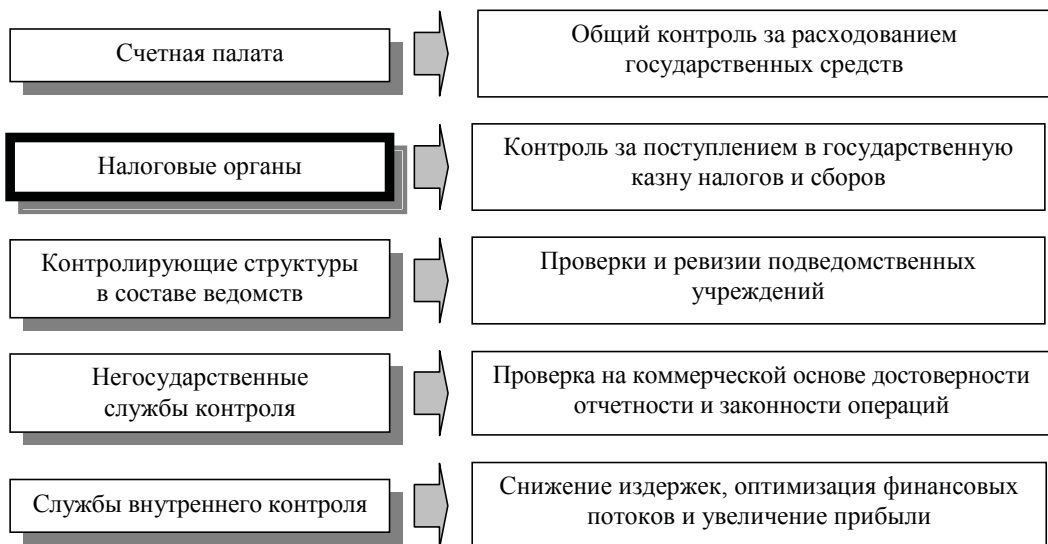 Счетная палата
Общий контроль за расходованием
государственных средств
Налоговые органы
Контроль за поступлением в государственную
казну налогов и сборов
Контролирующие структуры
в составе ведомств
Проверки и ревизии подведомственных
учреждений
Негосударственные
службы контроля
Проверка на коммерческой основе достоверности
отчетности и законности операций
Службы внутреннего контроля
Снижение издержек, оптимизация финансовых
потоков и увеличение прибыли